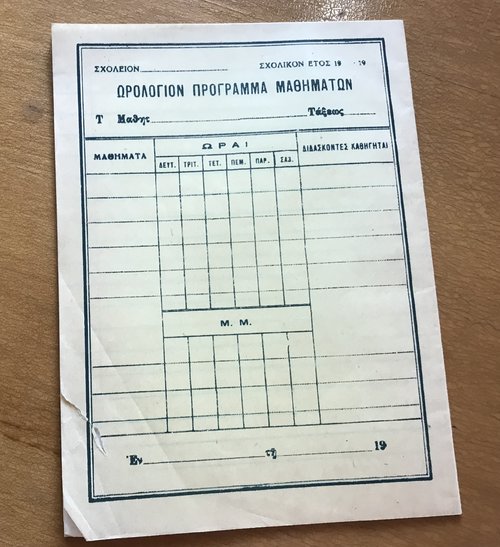 ΣΧΟΛΕΙΟΝ ΣΧΟΛΙΚΟΝ ΕΤΟΣ 19 19
ΩΡΟΛΟΓΙΟΝ ΠΡΟΓΡΑΜΜΑ ΜΑΘΗΜΑΤΩΝ
Τ Μαθητ Τάξεως
ΜΑΘΗΜΑΤΑ ΩΡΑΙ ΔΙΔΑΣΚΟΝΤΕΣ ΚΑΘΗΓΗΤΑΙ
ΔΕΥΤ. ΤΡΙΤ. ΤΕΤ. ΠΕΜ. ΠΑΡ. ΣΑΒ.
Μ. Μ.
Ἐν τῇ 19